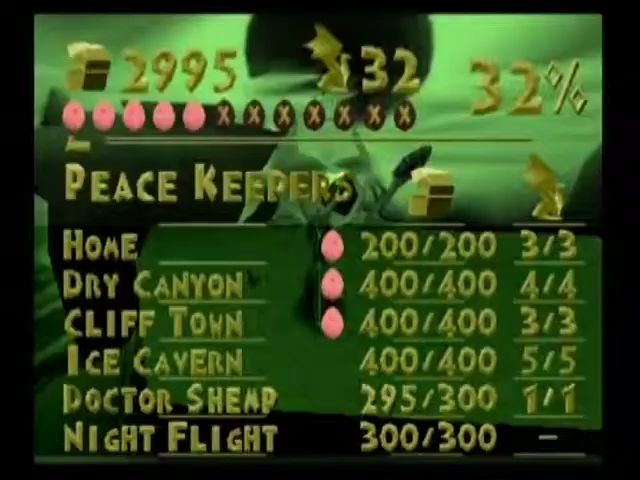 2995 32 32%
X X X X X X X
PEACE KEEPERS
HOME 200/200 3/3
DRY CANYON 400/400 4/4
CLIFF TOWN 400/400 3/3
ICE CAVERN 400/400 5/5
DOCTOR SHEMP 295/300 1/1
NIGHT FLIGHT 300/300 –